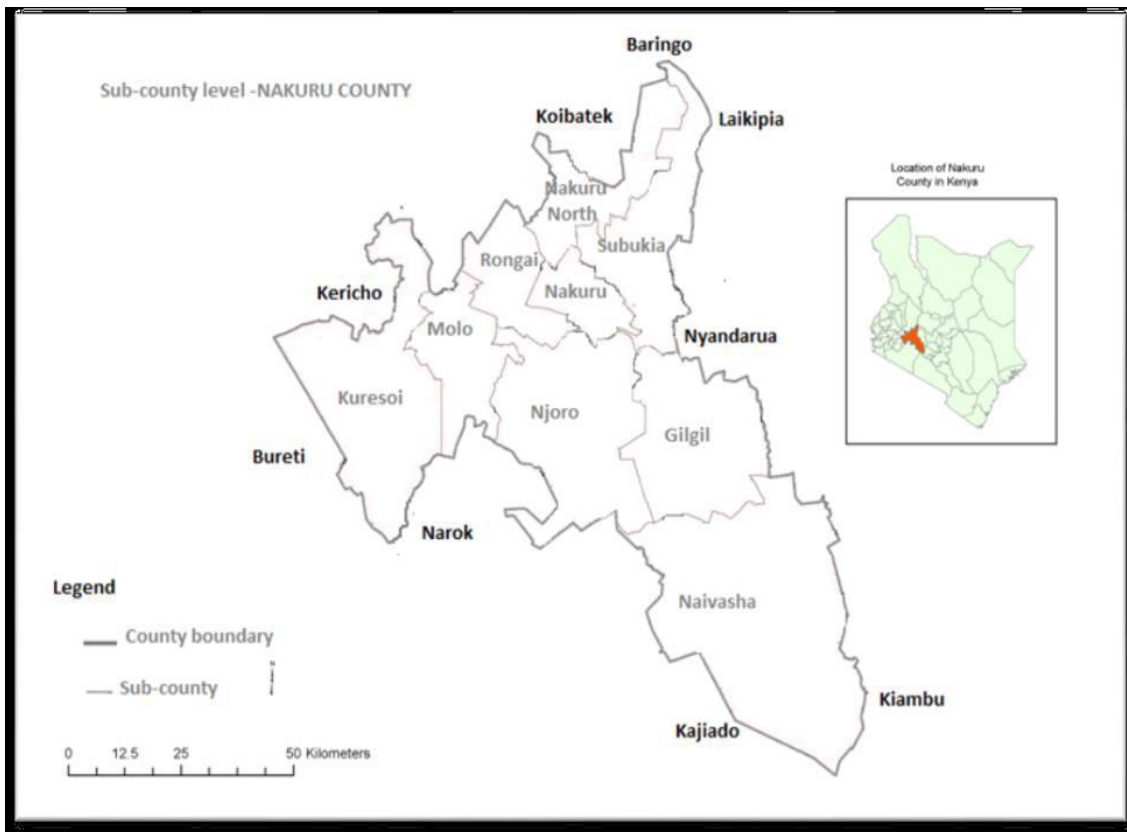 Baringo
Sub-county level -NAKURU COUNTY
Koibatek
Laikipia
Location of Nakuru
County in Kenya
Nakuru
North
Subukia
Rongai
Kericho
Nakuru
Molo
Nyandarua
Kuresoi
Njoro
Gilgil
Bureti
Narok
Legend
Naivasha
County boundary
Sub-county
N
Kiambu
Kajiado
0 12.5 25 50 Kilometers